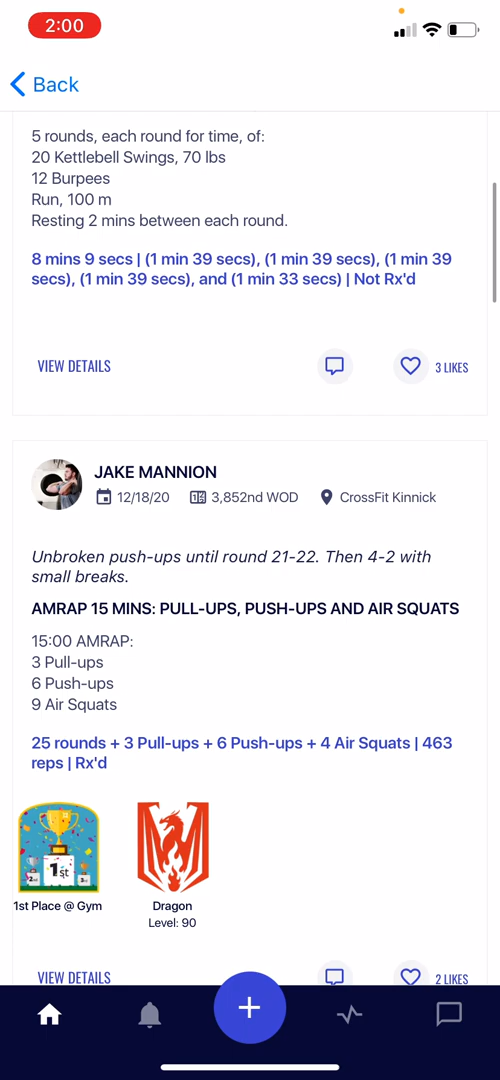 2:00
Back
5 rounds, each round for time, of:
20 Kettlebell Swings, 70 lbs
12 Burpees
Run, 100 m
Resting 2 mins between each round.
8 mins 9 secs | (1 min 39 secs), (1 min 39 secs), (1 min 39
secs), (1 min 39 secs), and (1 min 33 secs) | Not Rx'd
VIEW DETAILS
3 LIKES
JAKE MANNION
12/18/20 3,852nd WOD CrossFit Kinnick
Unbroken push-ups until round 21-22. Then 4-2 with
small breaks.
AMRAP 15 MINS: PULL-UPS, PUSH-UPS AND AIR SQUATS
15:00 AMRAP:
3 Pull-ups
6 Push-ups
9 Air Squats
25 rounds + 3 Pull-ups + 6 Push-ups + 4 Air Squats | 463
reps | Rx'd
1st
2nd
3rd
1st Place @ Gym
Dragon
Level: 90
VIEW DETAILS
2 LIKES